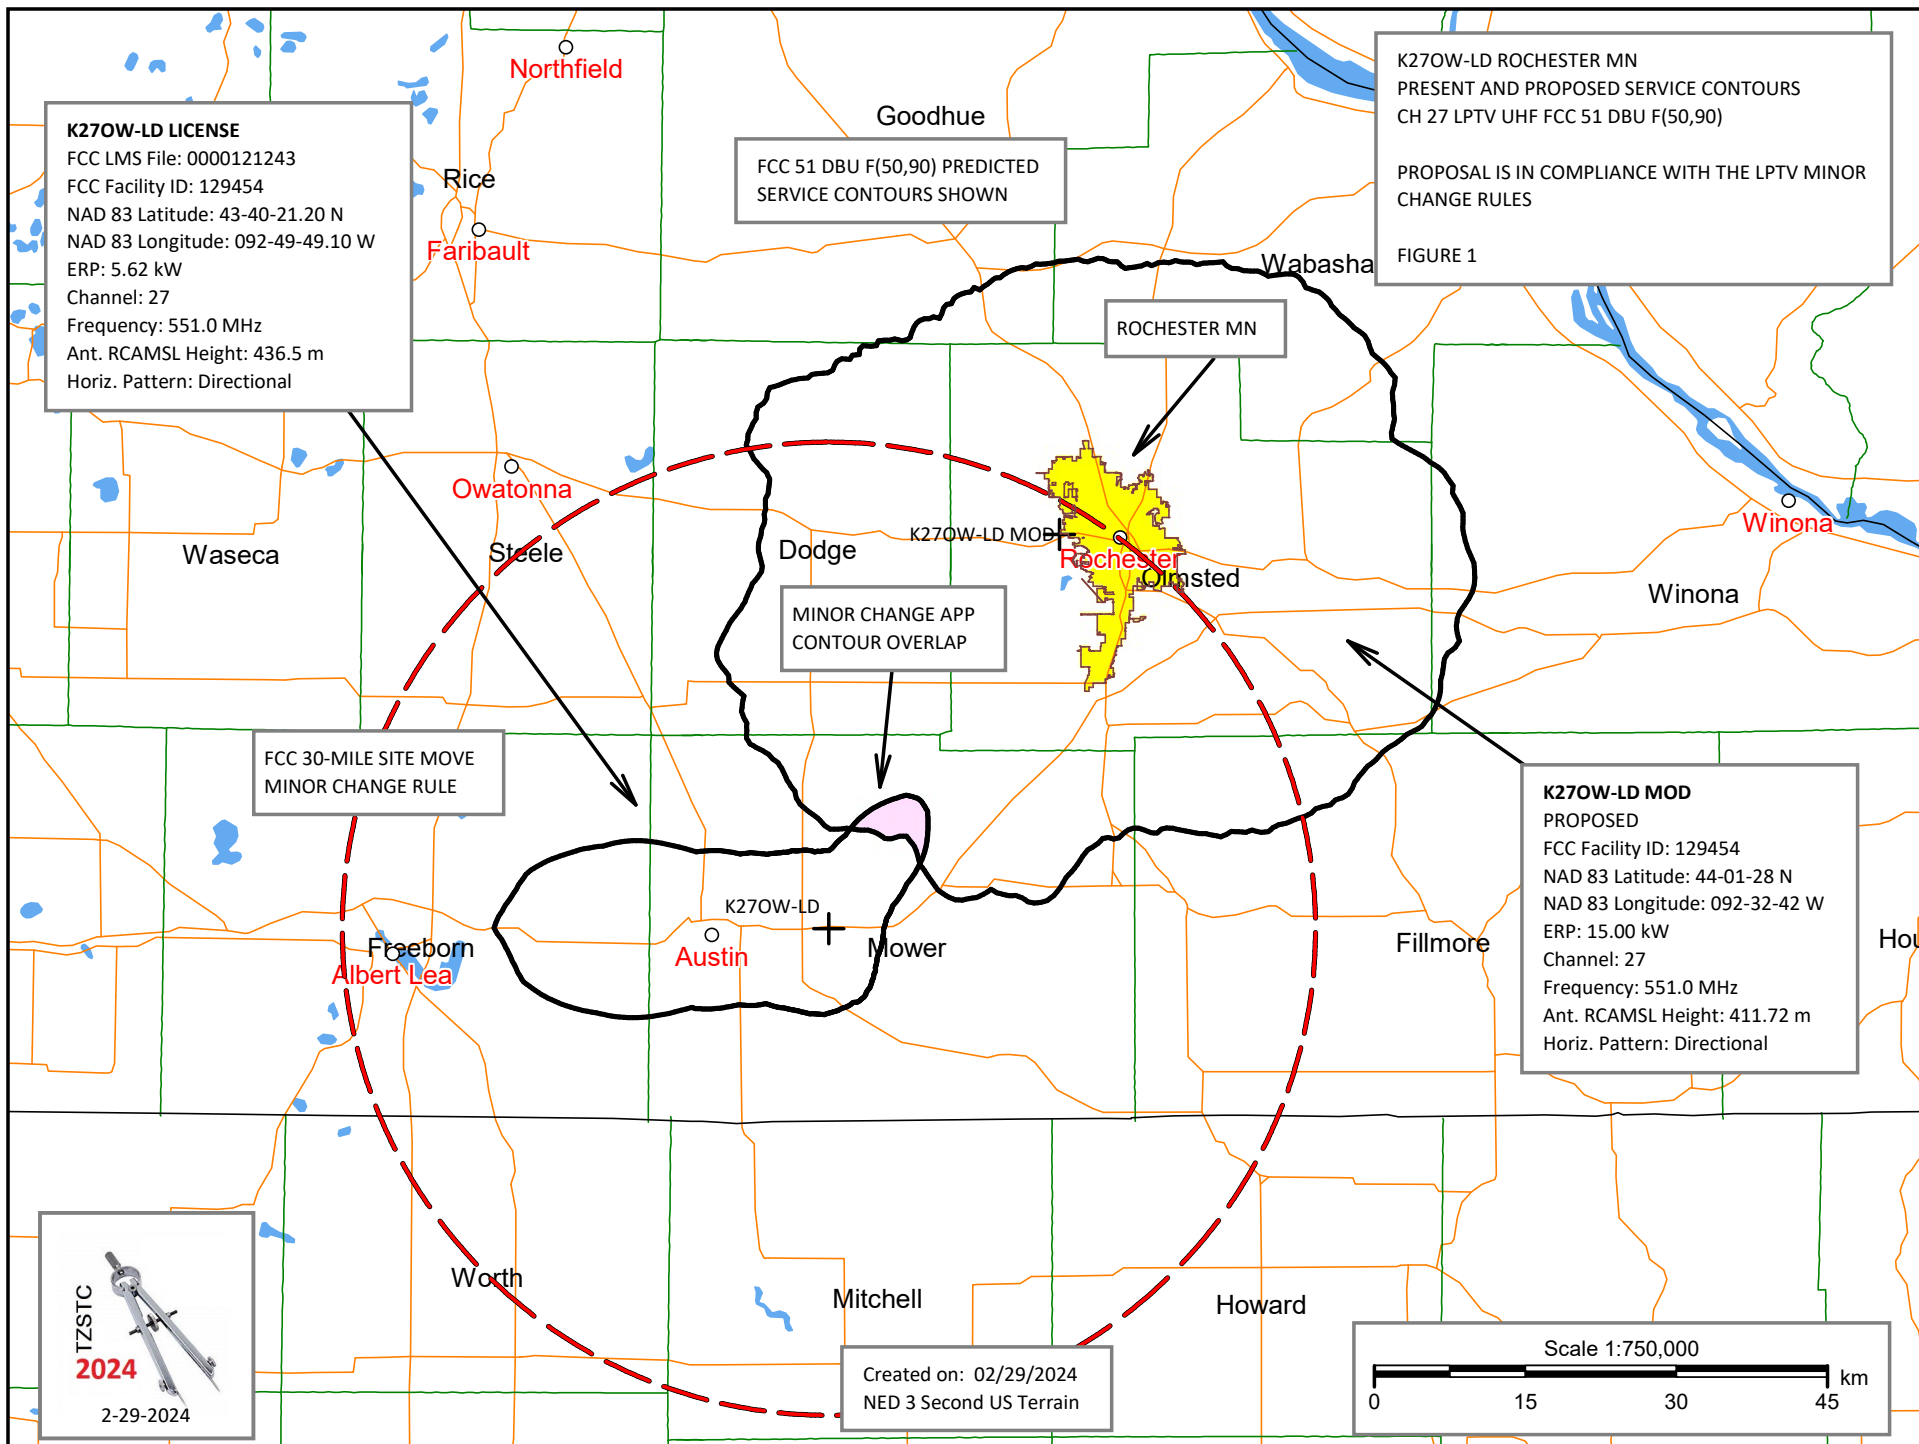 Northfield
Goodhue
K27OW-LD ROCHESTER MN
PRESENT AND PROPOSED SERVICE CONTOURS
CH 27 LPTV UHF FCC 51 DBU F(50,90)
PROPOSAL IS IN COMPLIANCE WITH THE LPTV MINOR
CHANGE RULES
FIGURE 1
K27OW-LD LICENSE
FCC LMS File: 0000121243
FCC Facility ID: 129454
NAD 83 Latitude: 43-40-21.20 N
NAD 83 Longitude: 092-49-49.10 W
ERP: 5.62 kW
Channel: 27
Frequency: 551.0 MHz
Ant. RCAMSL Height: 436.5 m
Horiz. Pattern: Directional
FCC 51 DBU F(50,90) PREDICTED
SERVICE CONTOURS SHOWN
Rice
Faribault
Wabasha
ROCHESTER MN
Owatonna
Winona
Waseca
Steele
Dodge
K27OW-LD MOD
Rochester
Olmsted
Winona
MINOR CHANGE APP
CONTOUR OVERLAP
FCC 30-MILE SITE MOVE
MINOR CHANGE RULE
K27OW-LD MOD
PROPOSED
FCC Facility ID: 129454
NAD 83 Latitude: 44-01-28 N
NAD 83 Longitude: 092-32-42 W
ERP: 15.00 kW
Channel: 27
Frequency: 551.0 MHz
Ant. RCAMSL Height: 411.72 m
Horiz. Pattern: Directional
K27OW-LD
Freeborn
Albert Lea
Austin
Mower
Fillmore
Hou
Worth
Mitchell
Howard
TZSTC
2024
2-29-2024
Created on: 02/29/2024
NED 3 Second US Terrain
Scale 1:750,000
km
0 15 30 45